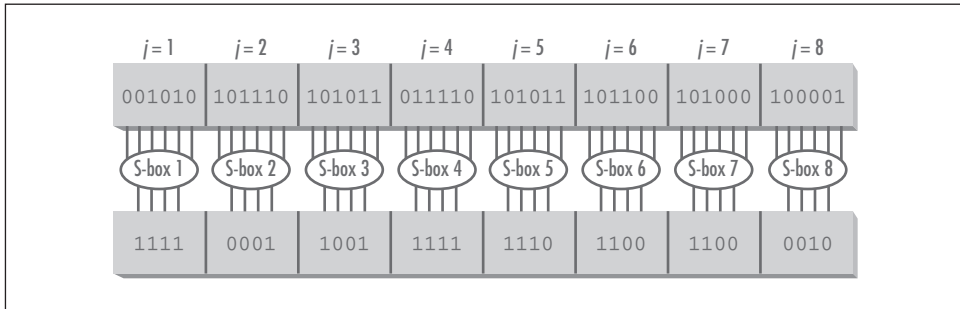 j = 1 j = 2 j = 3 j = 4 j = 5 j = 6 j = 7 j = 8
001010 101110 101011 011110 101011 101100 101000 100001
S-box 1 S-box 2 S-box 3 S-box 4 S-box 5 S-box 6 S-box 7 S-box 8
1111 0001 1001 1111 1110 1100 1100 0010